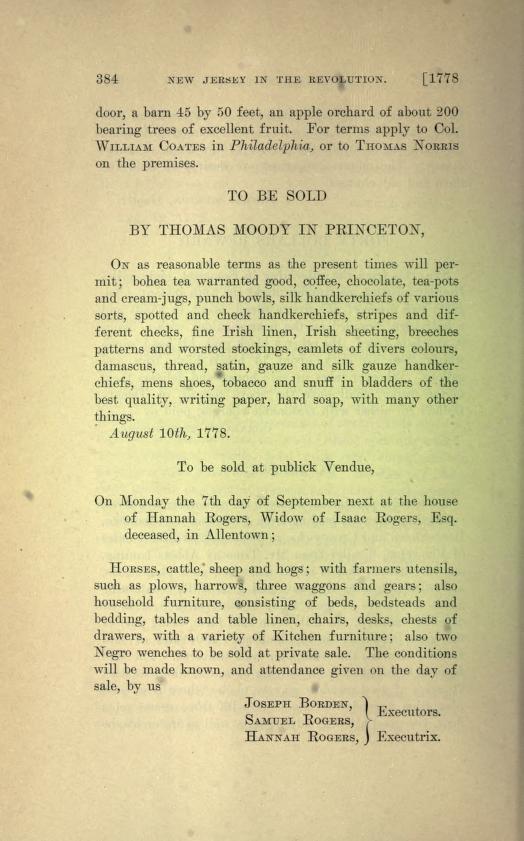 384 NEW JERSEY IN THE REVOLUTION. [1778
door, a barn 45 by 50 feet, an apple orchard of about 200
bearing trees of excellent fruit. For terms apply to Col.
WILLIAM COATES in Philadelphia, or to THOMAS NORRIS
on the premises.
TO BE SOLD
BY THOMAS MOODY IN PRINCETON,
ON as reasonable terms as the present times will per-
mit; bohea tea warranted good, coffee, chocolate, tea-pots
and cream-jugs, punch bowls, silk handkerchiefs of various
sorts, spotted and check handkerchiefs, stripes and dif-
ferent checks, fine Irish linen, Irish sheeting, breeches
patterns and worsted stockings, camlets of divers colours,
damascus, thread, satin, gauze and silk gauze handker-
chiefs, mens shoes, tobacco and snuff in bladders of the
best quality, writing paper, hard soap, with many other
things.
August 10th, 1778.
To be sold at publick Vendue,
On Monday the 7th day of September next at the house
of Hannah Rogers, Widow of Isaac Rogers, Esq.
deceased, in Allentown;
HORSES, cattle, sheep and hogs; with farmers utensils,
such as plows, harrows, three waggons and gears; also
household furniture, consisting of beds, bedsteads and
bedding, tables and table linen, chairs, desks, chests of
drawers, with a variety of Kitchen furniture; also two
Negro wenches to be sold at private sale. The conditions
will be made known, and attendance given on the day of
sale, by us
JOSEPH BORDEN,
SAMUEL ROGERS, } Executors.
HANNAH ROGERS, } Executrix.